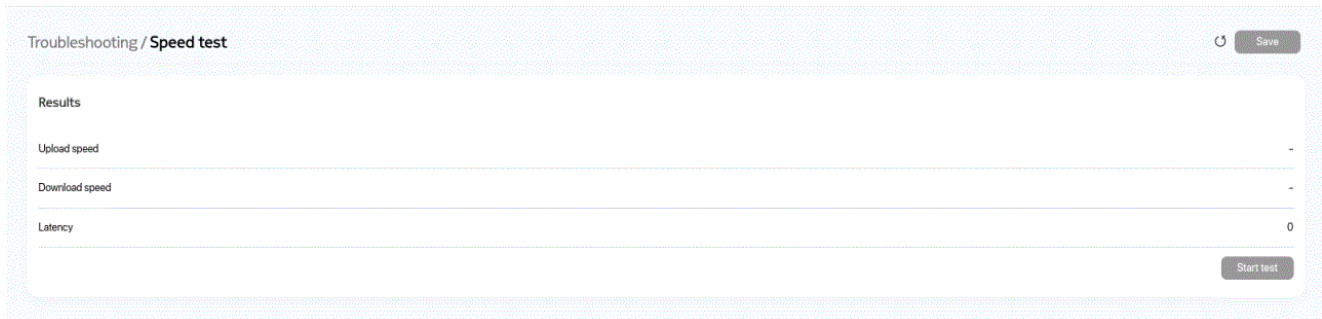 Troubleshooting / Speed test
Save
Results
Upload speed -
Download speed -
Latency 0
Start test